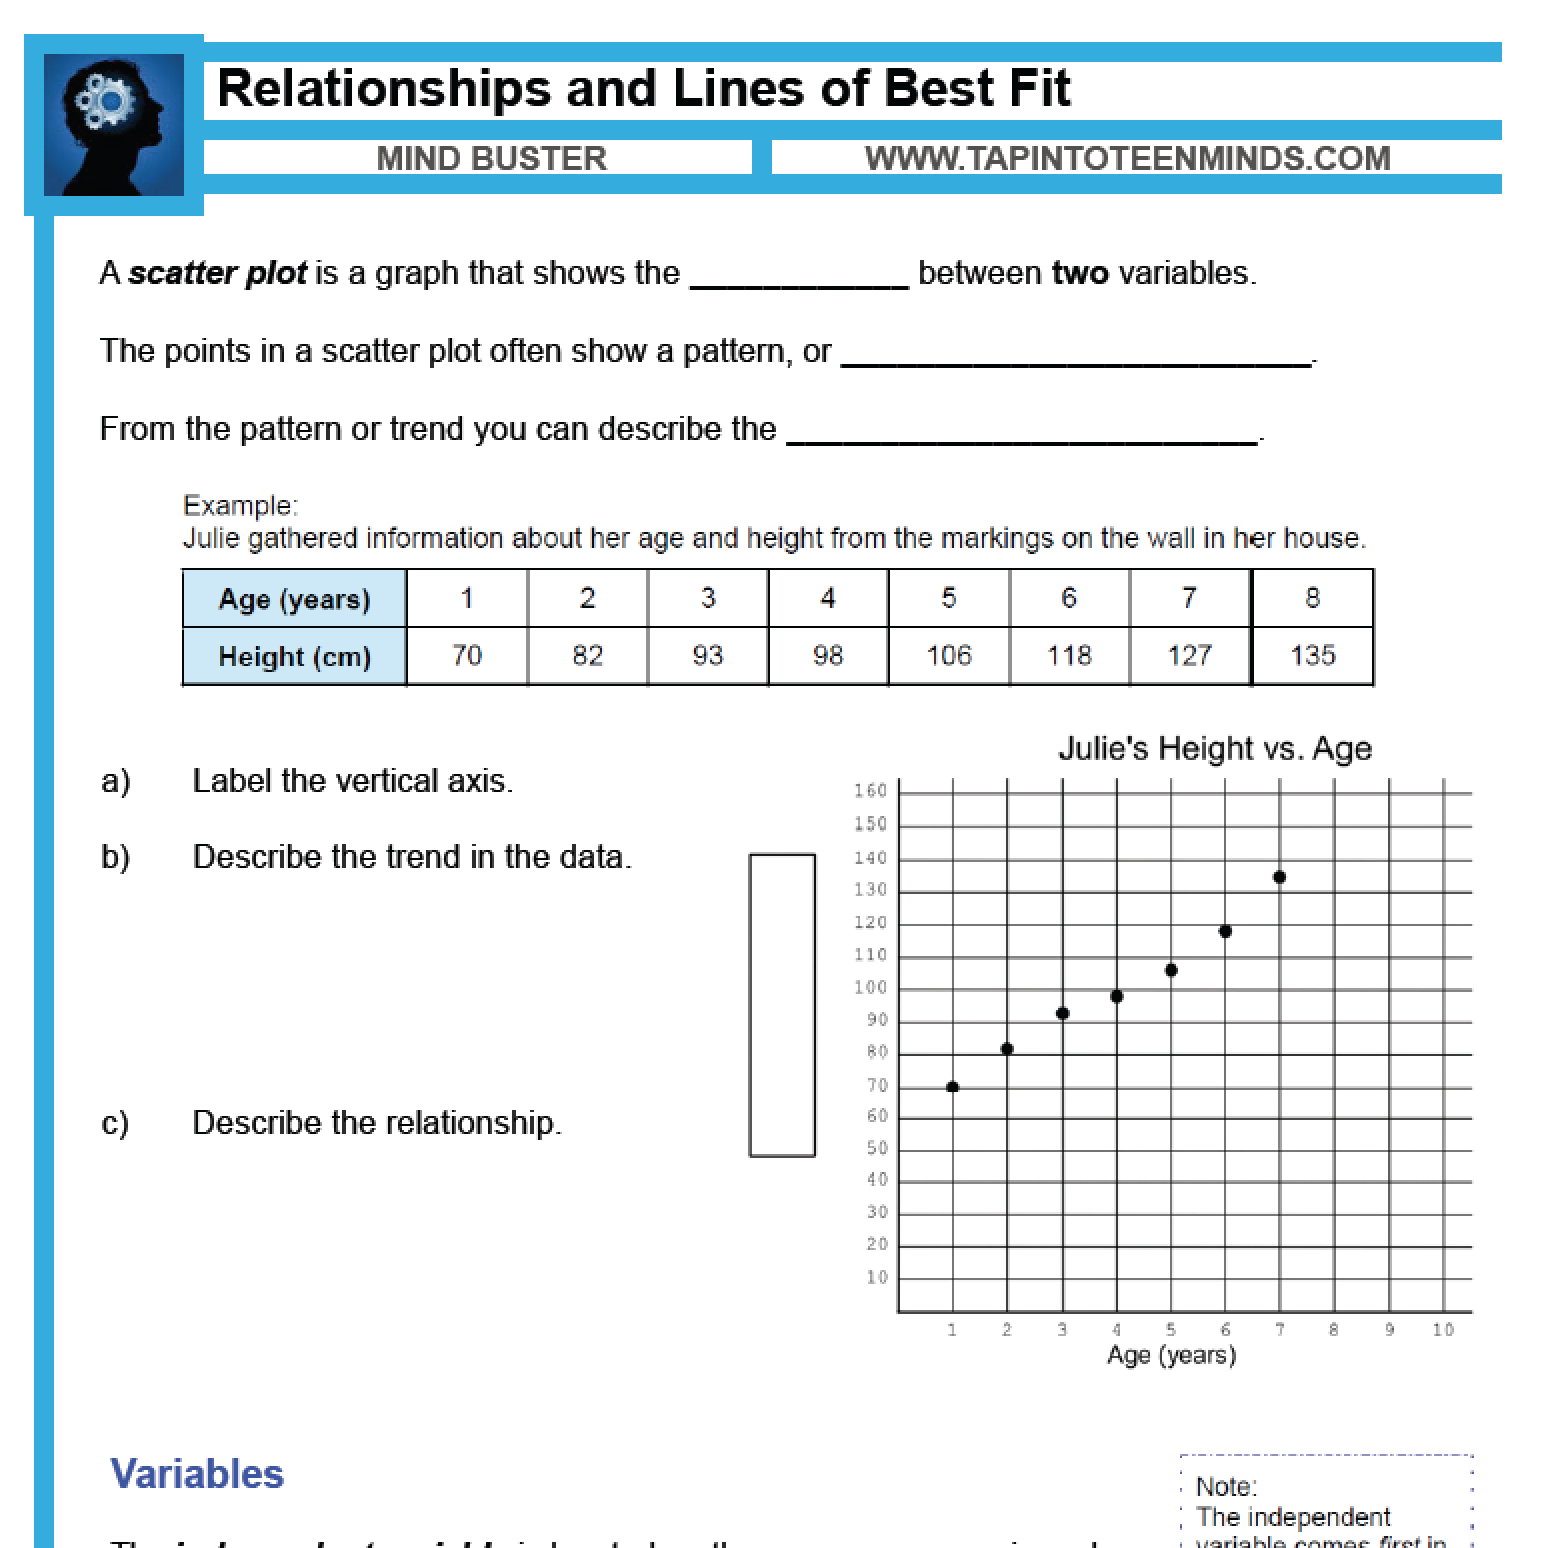 Relationships and Lines of Best Fit
MIND BUSTER
WWW.TAPINTOTEENMINDS.COM
A scatter plot is a graph that shows the ____________ between two variables.
The points in a scatter plot often show a pattern, or __________________________.
From the pattern or trend you can describe the __________________________.
Example:
Julie gathered information about her age and height from the markings on the wall in her house.
Age (years) 1 2 3 4 5 6 7 8
Height (cm) 70 82 93 98 106 118 127 135
a) Label the vertical axis.
b) Describe the trend in the data.
c) Describe the relationship.
Julie's Height vs. Age
160
150
140
130
120
110
100
90
80
70
60
50
40
30
20
10
1 2 3 4 5 6 7 8 9 10
Age (years)
Variables
Note:
The independent
variable comes first in